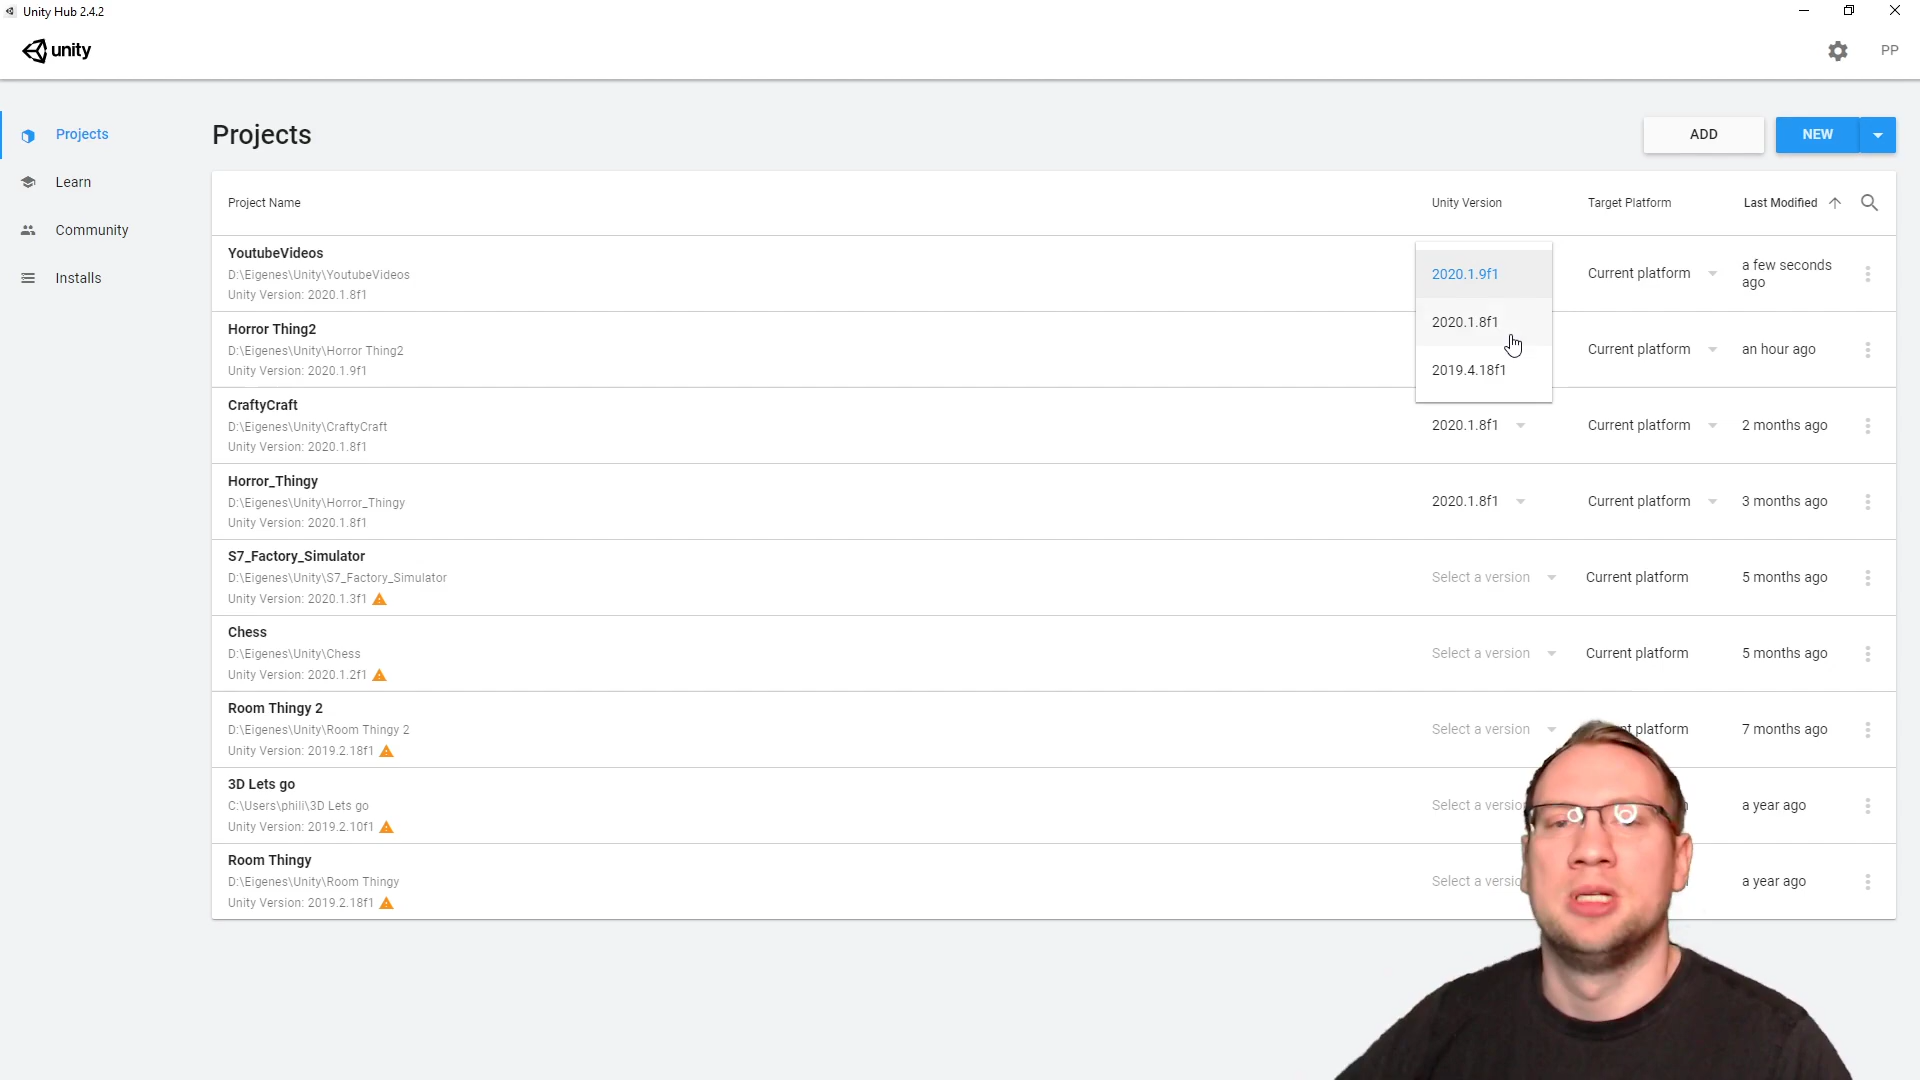 Unity Hub 2.4.2
unity
PP
Projects
Learn
Community
Installs
Projects
ADD
NEW
Project Name
Unity Version
Target Platform
Last Modified
YoutubeVideos
D:\Eigenes\Unity\YoutubeVideos
Unity Version: 2020.1.8f1
2020.1.9f1
2020.1.8f1
2019.4.18f1
Current platform
a few seconds
ago
Horror Thing2
D:\Eigenes\Unity\Horror Thing2
Unity Version: 2020.1.9f1
Current platform
an hour ago
CraftyCraft
D:\Eigenes\Unity\CraftyCraft
Unity Version: 2020.1.8f1
2020.1.8f1
Current platform
2 months ago
Horror_Thingy
D:\Eigenes\Unity\Horror_Thingy
Unity Version: 2020.1.8f1
2020.1.8f1
Current platform
3 months ago
S7_Factory_Simulator
D:\Eigenes\Unity\S7_Factory_Simulator
Unity Version: 2020.1.3f1
Select a version
Current platform
5 months ago
Chess
D:\Eigenes\Unity\Chess
Unity Version: 2020.1.2f1
Select a version
Current platform
5 months ago
Room Thingy 2
D:\Eigenes\Unity\Room Thingy 2
Unity Version: 2019.2.18f1
Select a version
platform
7 months ago
3D Lets go
C:\Users\phili\3D Lets go
Unity Version: 2019.2.10f1
Select a
a year ago
Room Thingy
D:\Eigenes\Unity\Room Thingy
Unity Version: 2019.2.18f1
Select a
a year ago